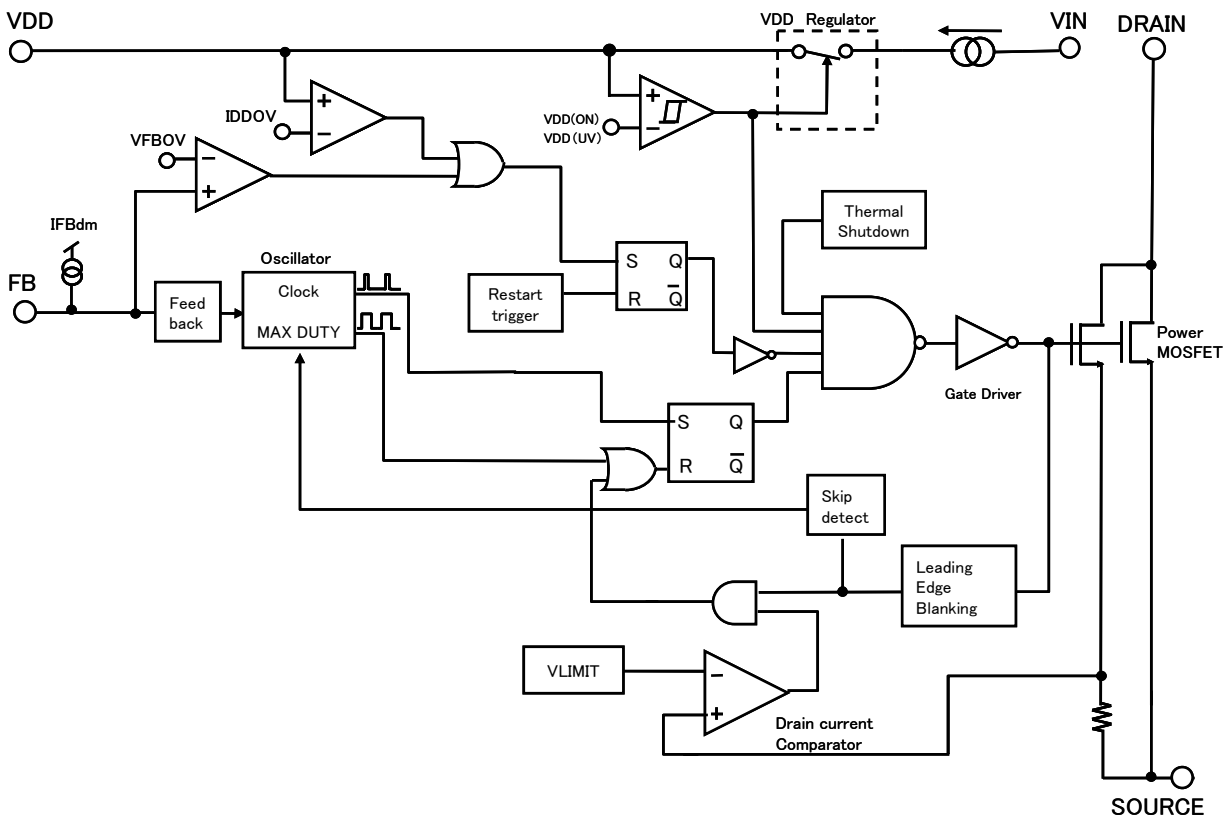 VDD
VDD Regulator
VIN
DRAIN
IDDOV
+
−
VDD(ON)
VDD(UV)
+
−
VFBOV
−
+
IFBdm
FB
Feed
back
Oscillator
Clock
MAX DUTY
Restart
trigger
S Q
R Q̅
Thermal
Shutdown
Gate Driver
Power
MOSFET
S Q
R Q̅
Skip
detect
Leading
Edge
Blanking
VLIMIT
−
+
Drain current
Comparator
SOURCE